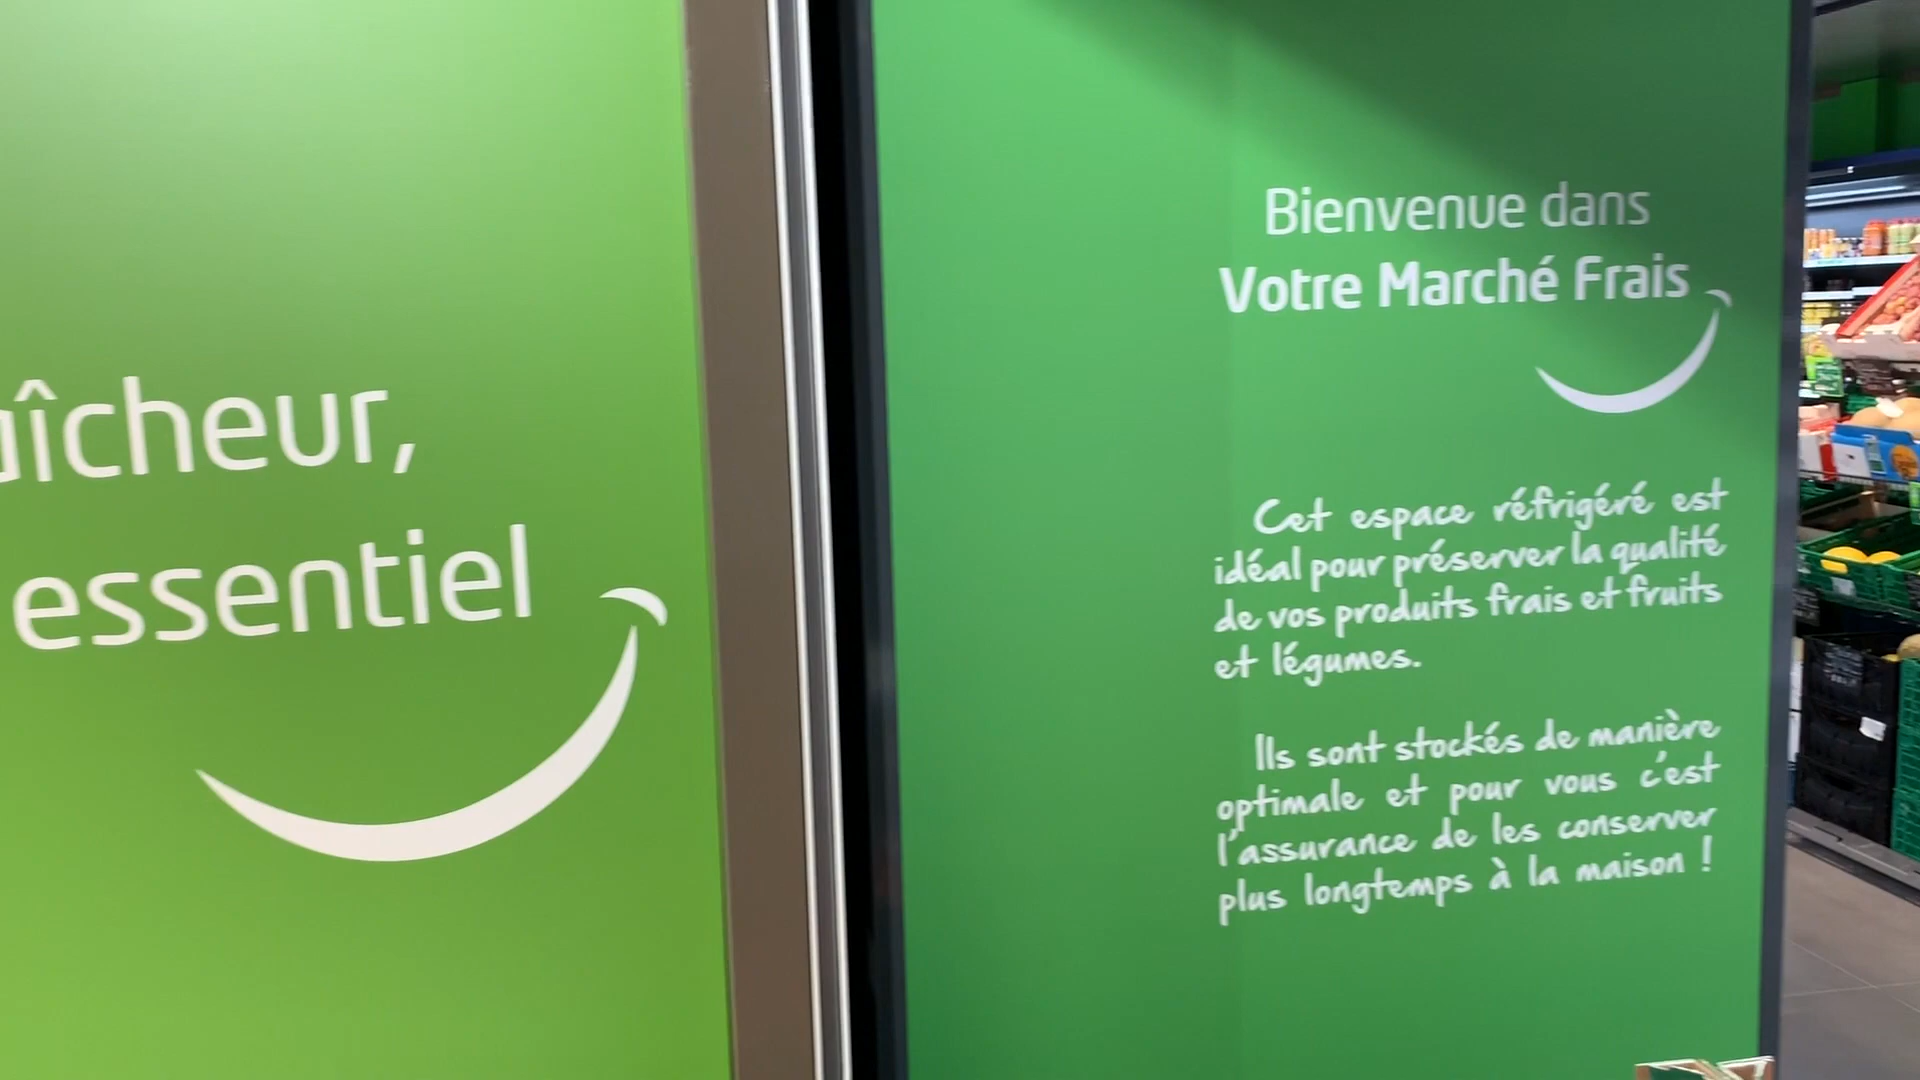 essentiel
Bienvenue dans
Votre Marché Frais
Cet espace réfrigéré est
idéal pour préserver la qualité
de vos produits frais et fruits
et légumes.
Ils sont stockés de manière
optimale et pour vous c'est
l'assurance de les conserver
plus longtemps à la maison !